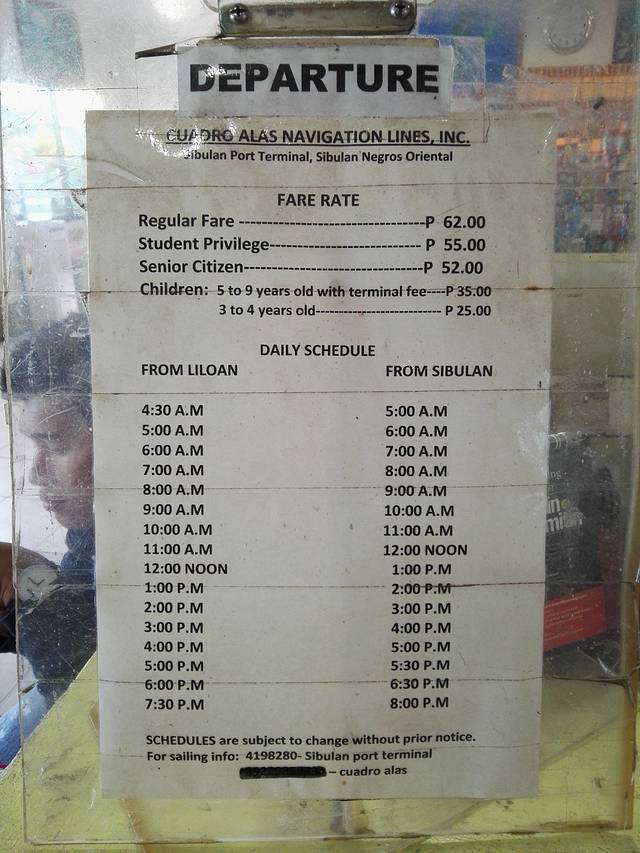 DEPARTURE
CUADRO ALAS NAVIGATION LINES, INC.
Sibulan Port Terminal, Sibulan Negros Oriental
FARE RATE
Regular Fare ----------------------------------P 62.00
Student Privilege---------------------------- P 55.00
Senior Citizen---------------------------------P 52.00
Children: 5 to 9 years old with terminal fee----P 35.00
3 to 4 years old---------------------------- P 25.00
DAILY SCHEDULE
FROM LILOAN FROM SIBULAN
4:30 A.M 5:00 A.M
5:00 A.M 6:00 A.M
6:00 A.M 7:00 A.M
7:00 A.M 8:00 A.M
8:00 A.M 9:00 A.M
9:00 A.M 10:00 A.M
10:00 A.M 11:00 A.M
11:00 A.M 12:00 NOON
12:00 NOON 1:00 P.M
1:00 P.M 2:00 P.M
2:00 P.M 3:00 P.M
3:00 P.M 4:00 P.M
4:00 P.M 5:00 P.M
5:00 P.M 5:30 P.M
6:00 P.M 6:30 P.M
7:30 P.M 8:00 P.M
SCHEDULES are subject to change without prior notice.
For sailing info: 4198280- Sibulan port terminal
– cuadro alas